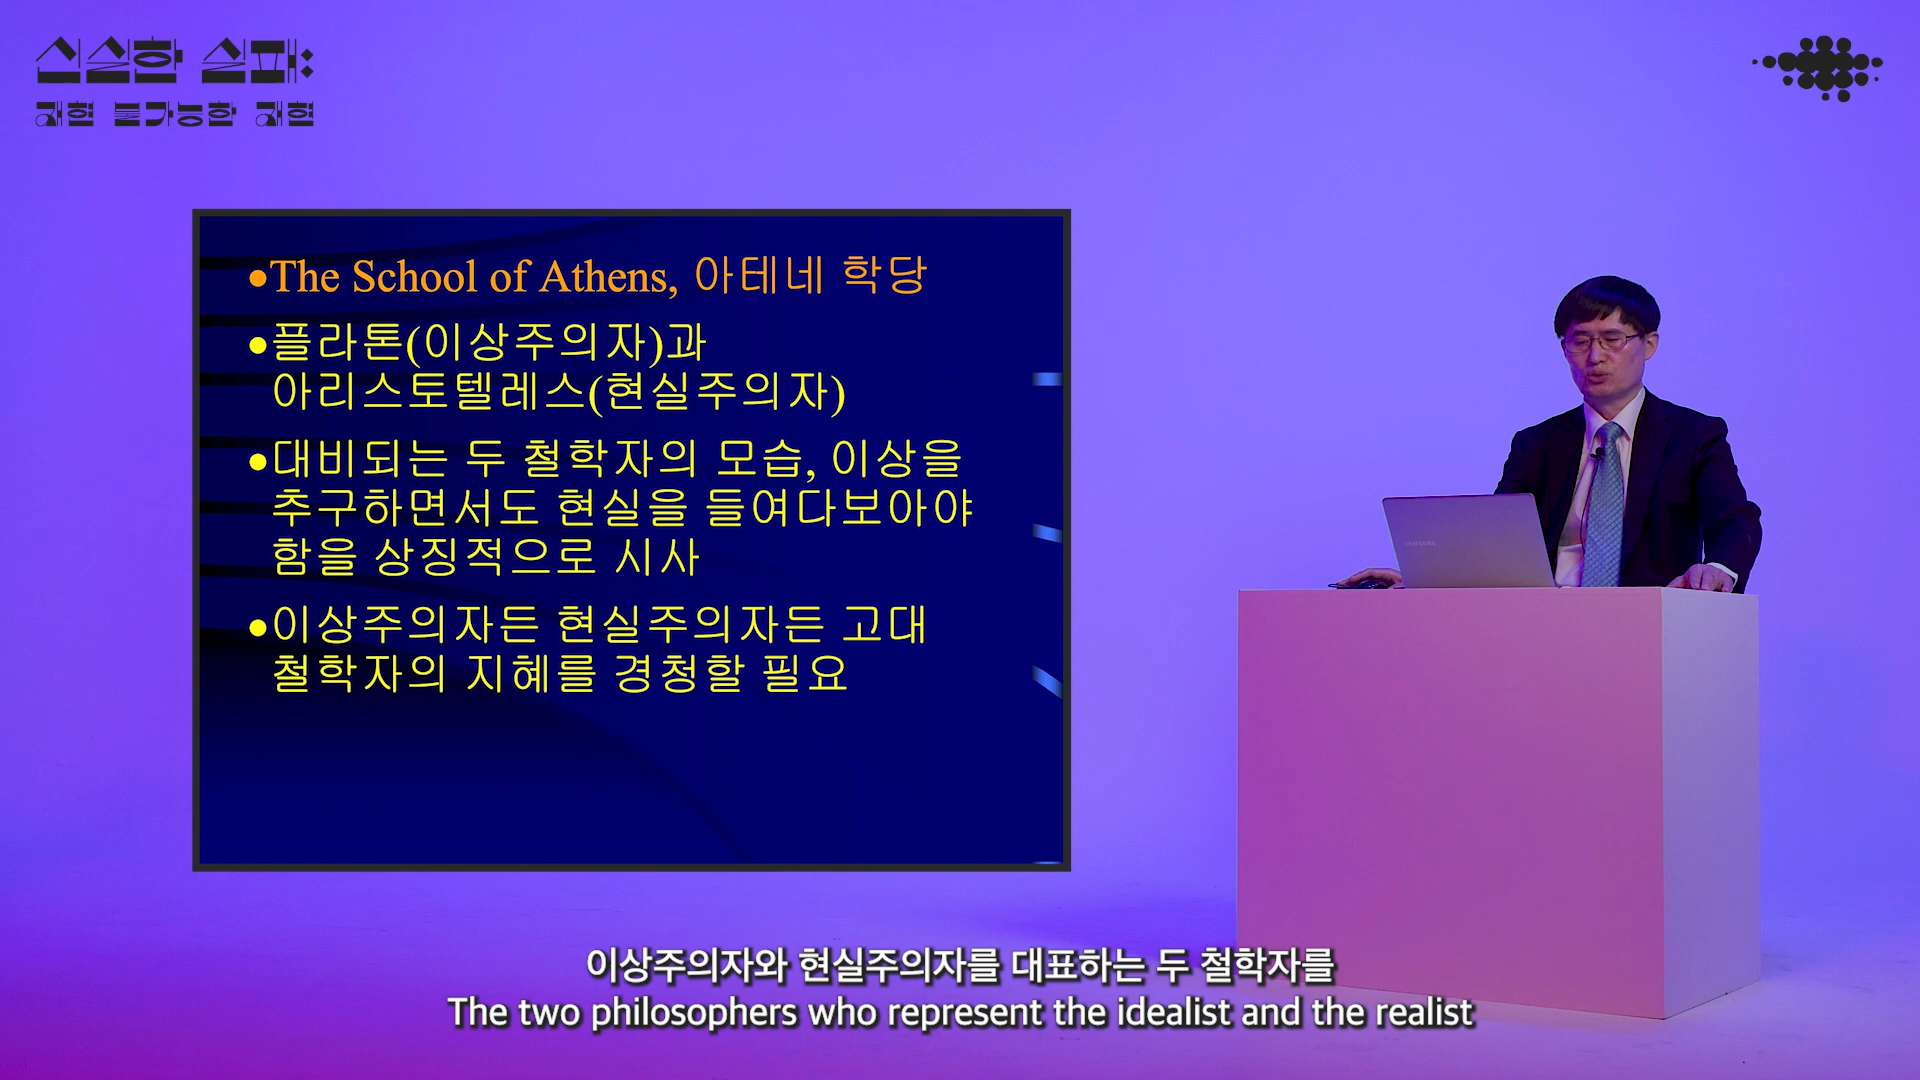 신실한 실패:
재현 불가능한 재현
●The School of Athens, 아테네 학당
●플라톤(이상주의자)과
아리스토텔레스(현실주의자)
●대비되는 두 철학자의 모습, 이상을
추구하면서도 현실을 들여다보아야
함을 상징적으로 시사
●이상주의자든 현실주의자든 고대
철학자의 지혜를 경청할 필요
SAMSUNG
이상주의자와 현실주의자를 대표하는 두 철학자를
The two philosophers who represent the idealist and the realist